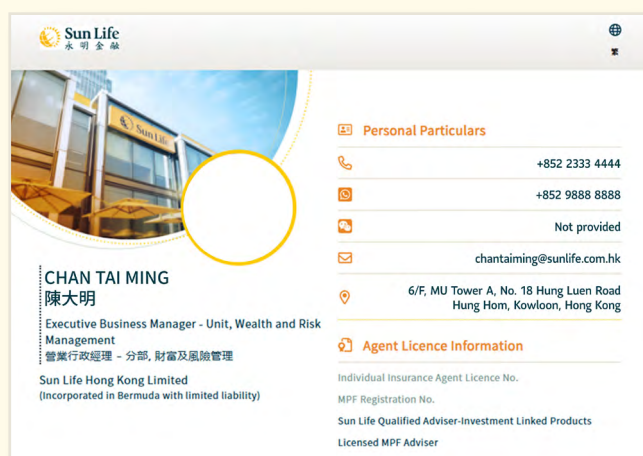 Sun Life
永明金融
繁
Sun Life
Personal Particulars
+852 2333 4444
+852 9888 8888
Not provided
chantaiming@sunlife.com.hk
6/F, MU Tower A, No. 18 Hung Luen Road
Hung Hom, Kowloon, Hong Kong
CHAN TAI MING
陳大明
Executive Business Manager - Unit, Wealth and Risk
Management
營業行政經理 - 分部, 財富及風險管理
Sun Life Hong Kong Limited
(Incorporated in Bermuda with limited liability)
Agent Licence Information
Individual Insurance Agent Licence No.
MPF Registration No.
Sun Life Qualified Adviser-Investment Linked Products
Licensed MPF Adviser